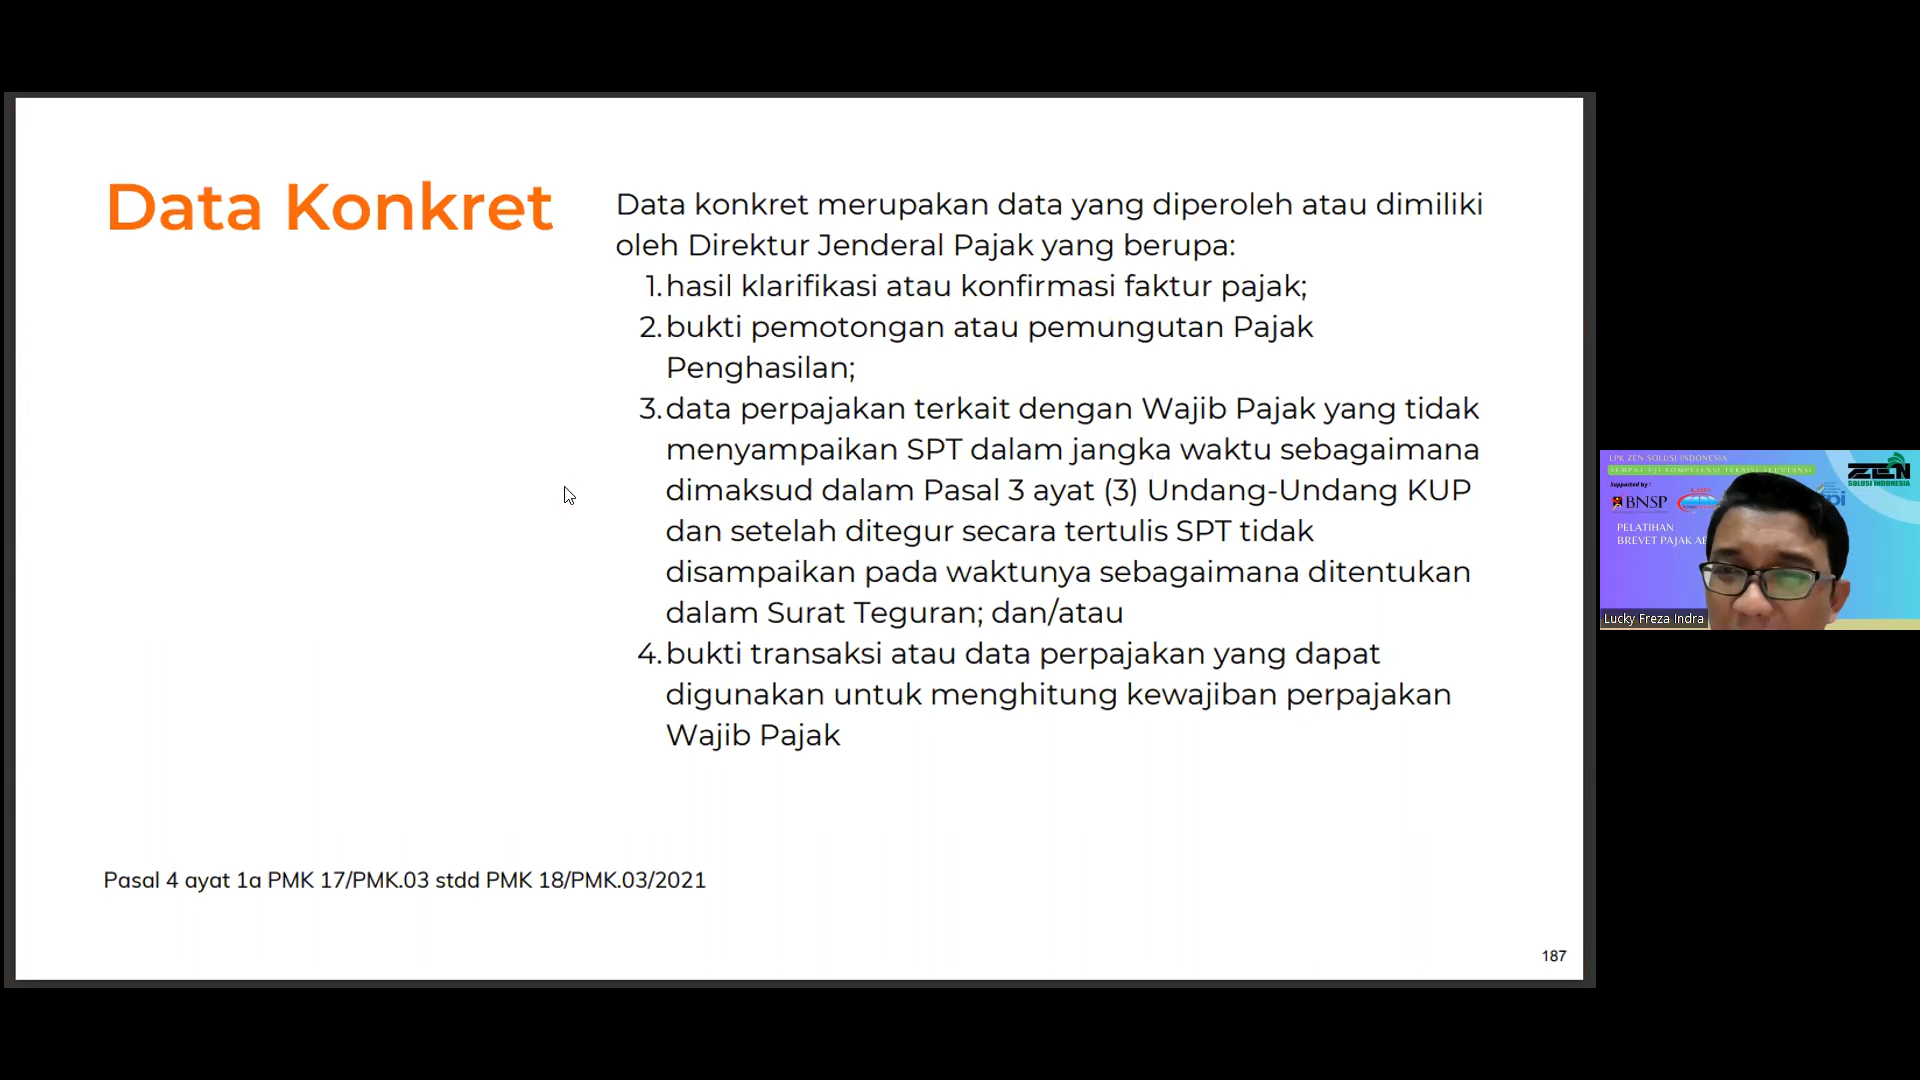 Data Konkret
Data konkret merupakan data yang diperoleh atau dimiliki
oleh Direktur Jenderal Pajak yang berupa:
1. hasil klarifikasi atau konfirmasi faktur pajak;
2. bukti pemotongan atau pemungutan Pajak
Penghasilan;
3. data perpajakan terkait dengan Wajib Pajak yang tidak
menyampaikan SPT dalam jangka waktu sebagaimana
dimaksud dalam Pasal 3 ayat (3) Undang-Undang KUP
dan setelah ditegur secara tertulis SPT tidak
disampaikan pada waktunya sebagaimana ditentukan
dalam Surat Teguran; dan/atau
4. bukti transaksi atau data perpajakan yang dapat
digunakan untuk menghitung kewajiban perpajakan
Wajib Pajak
Pasal 4 ayat 1a PMK 17/PMK.03 stdd PMK 18/PMK.03/2021
187
LPK ZEN SOLUSI INDONESIA
TEMPAT UJI KOMPETENSI TEKNISI AKUNTANSI
Supported by :
BNSP
ZEN
SOLUSI INDONESIA
PELATIHAN
BREVET PAJAK
Lucky Freza Indra